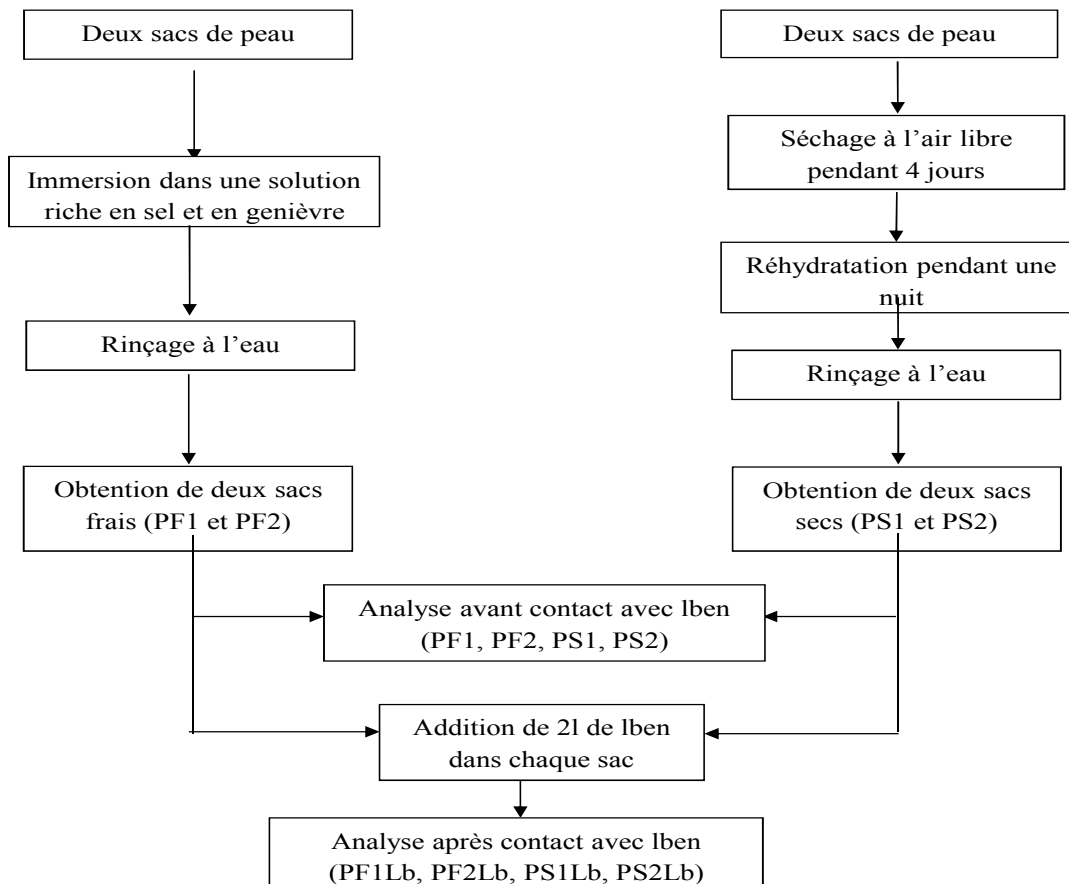 Deux sacs de peau
Immersion dans une solution
riche en sel et en genièvre
Rinçage à l'eau
Obtention de deux sacs
frais (PF1 et PF2)
Deux sacs de peau
Séchage à l'air libre
pendant 4 jours
Réhydratation pendant une
nuit
Rinçage à l'eau
Obtention de deux sacs
secs (PS1 et PS2)
Analyse avant contact avec lben
(PF1, PF2, PS1, PS2)
Addition de 2l de lben
dans chaque sac
Analyse après contact avec lben
(PF1Lb, PF2Lb, PS1Lb, PS2Lb)